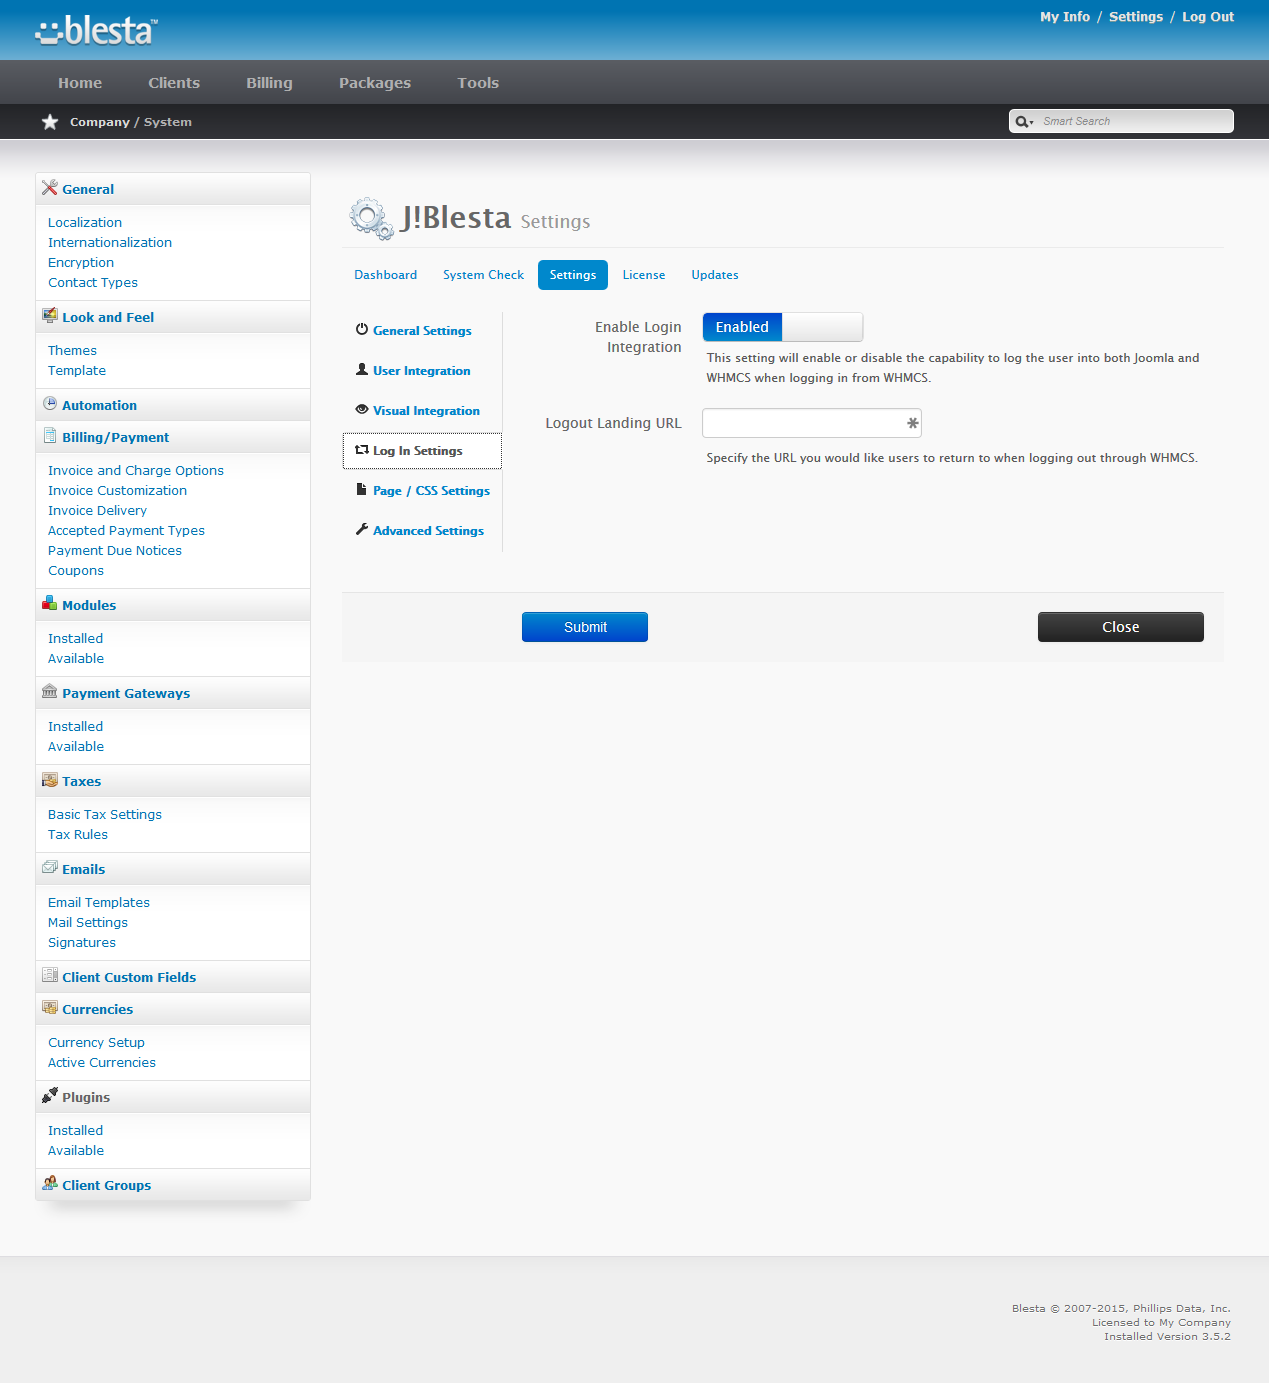 blesta™
My Info / Settings / Log Out
Home Clients Billing Packages Tools
Company / System
Smart Search
General
Localization
Internationalization
Encryption
Contact Types
Look and Feel
Themes
Template
Automation
Billing/Payment
Invoice and Charge Options
Invoice Customization
Invoice Delivery
Accepted Payment Types
Payment Due Notices
Coupons
Modules
Installed
Available
Payment Gateways
Installed
Available
Taxes
Basic Tax Settings
Tax Rules
Emails
Email Templates
Mail Settings
Signatures
Client Custom Fields
Currencies
Currency Setup
Active Currencies
Plugins
Installed
Available
Client Groups
J!Blesta Settings
Dashboard System Check Settings License Updates
General Settings
User Integration
Visual Integration
Log In Settings
Page / CSS Settings
Advanced Settings
Enable Login
Integration
Enabled
This setting will enable or disable the capability to log the user into both Joomla and
WHMCS when logging in from WHMCS.
Logout Landing URL
Specify the URL you would like users to return to when logging out through WHMCS.
Submit
Close
Blesta © 2007-2015, Phillips Data, Inc.
Licensed to My Company
Installed Version 3.5.2